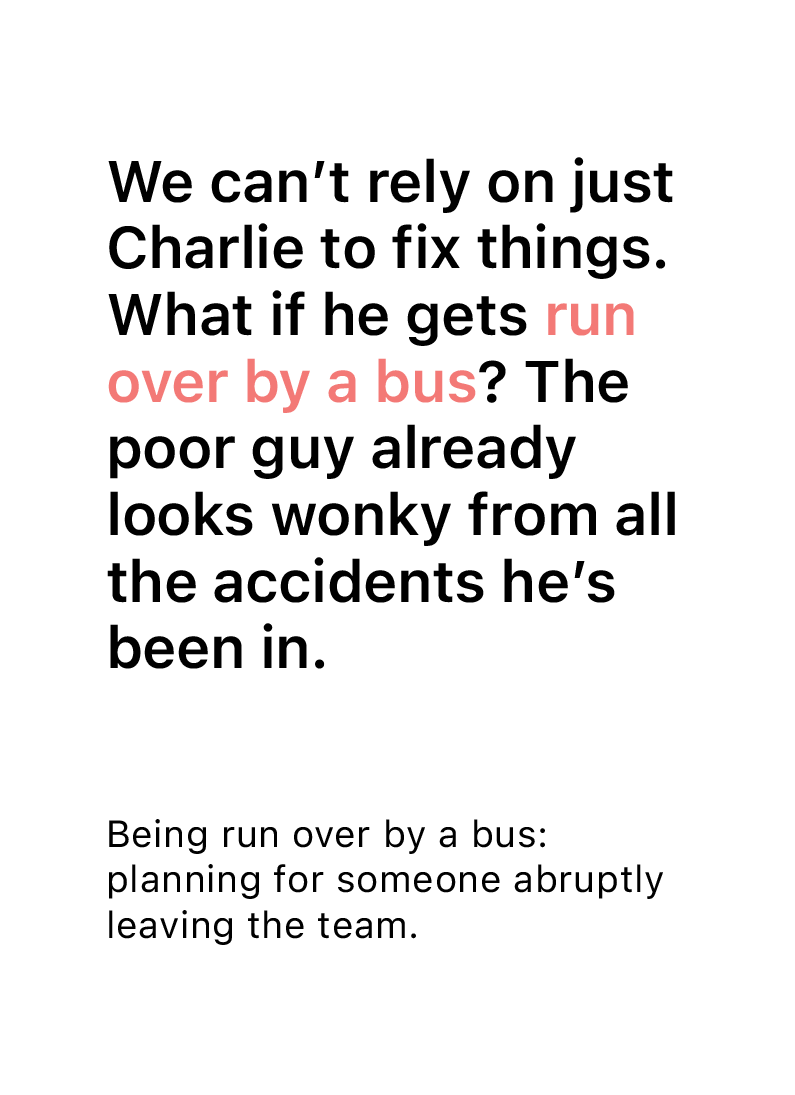 We can’t rely on just
Charlie to fix things.
What if he gets run
over by a bus? The
poor guy already
looks wonky from all
the accidents he’s
been in.
Being run over by a bus:
planning for someone abruptly
leaving the team.